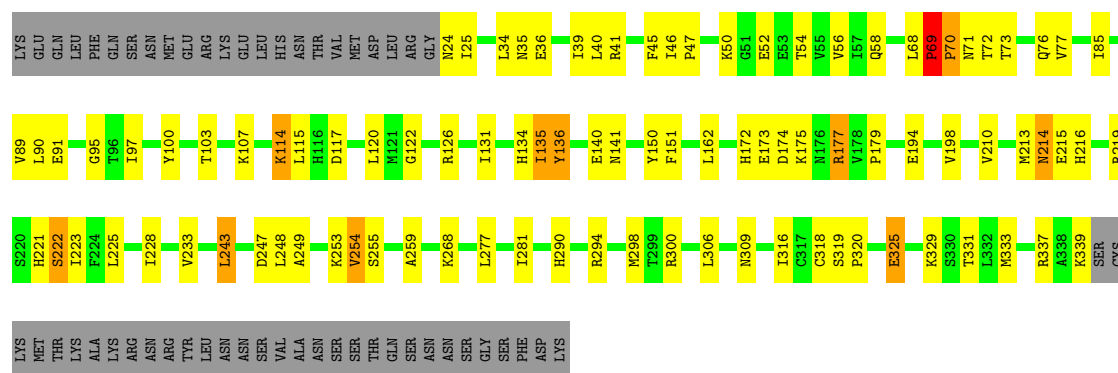 LYS GLU GLN LEU PHE GLN SER ASN MET GLU ARG LYS GLU LEU HIS ASN THR VAL MET ASP LEU ARG GLY N24 I25 L34 N35 E36 I39 L40 R41 F45 I46 P47 K50 G51 E52 E53 T54 V55 V56 I57 Q58 L68 P69 P70 N71 T72 T73 Q76 V77 I85
V89 L90 E91 G95 T96 I97 Y100 T103 K107 K114 L115 H116 D117 L120 M121 G122 R126 I131 H134 I135 Y136 E140 N141 Y150 F151 L162 H172 E173 D174 K175 N176 R177 V178 P179 E194 V198 V210 M213 N214 E215 H216
S220 H221 S222 I223 F224 L225 I228 V233 L243 D247 L248 A249 K253 V254 S255 A259 K268 L277 I281 H290 R294 M298 T299 R300 L306 N309 I316 C317 C318 S319 P320 E325 K329 S330 T331 L332 M333 R337 A338 K339 SER CYS
LYS MET THR LYS ALA LYS ARG ASN ARG TYR LEU ASN ASN SER VAL ALA ASN SER SER THR GLN SER ASN ASN SER GLY SER PHE ASP LYS